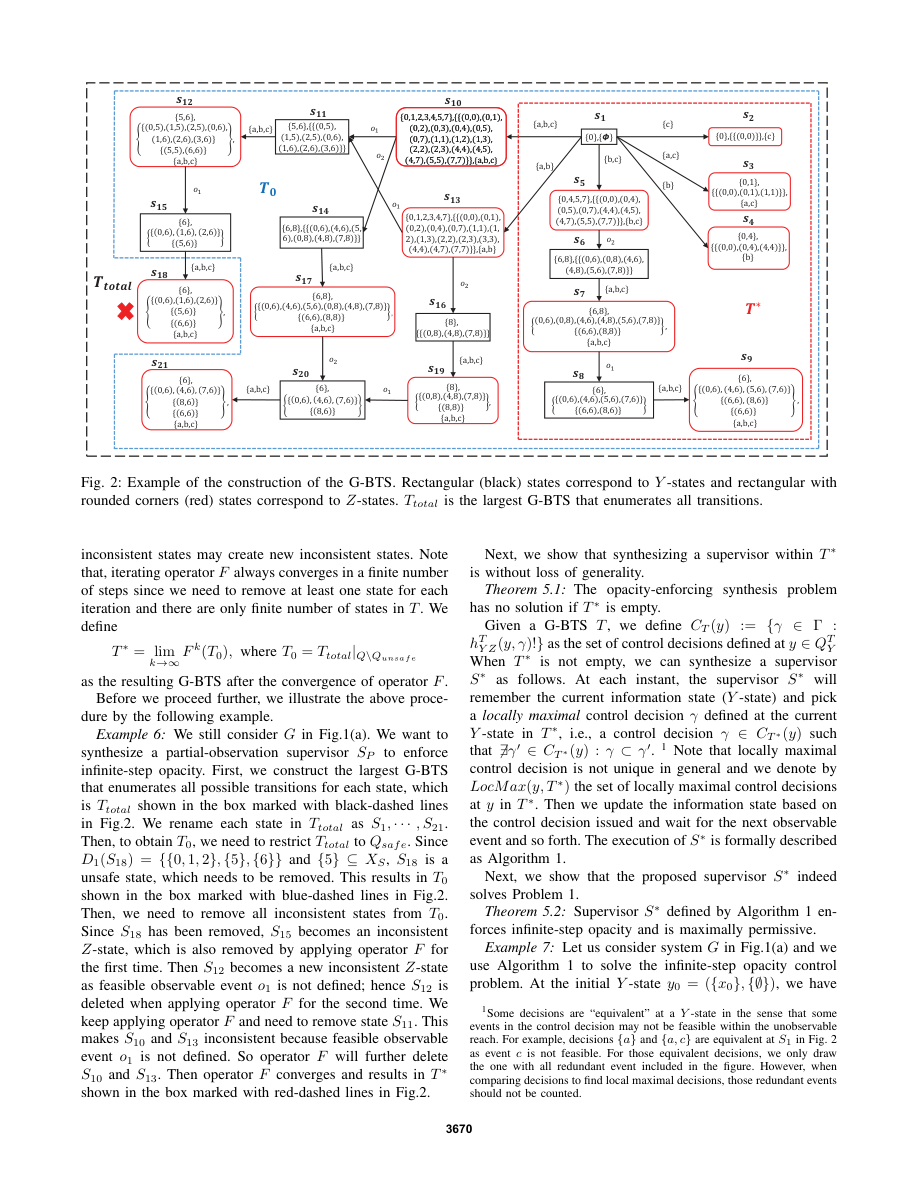 s12
{5,6},
{(0,5),(1,5),(2,5),(0,6),
(1,6),(2,6),(3,6)}
{(5,5),(6,6)}
,
{a,b,c}
{a,b,c}
s11
{5,6},{{(0,5),
(1,5),(2,5),(0,6),
(1,6),(2,6),(3,6)}}
o1
o2
s10
{0,1,2,3,4,5,7},{{(0,0),(0,1),
(0,2),(0,3),(0,4),(0,5),
(0,7),(1,1),(1,2),(1,3),
(2,2),(2,3),(4,4),(4,5),
(4,7),(5,5),(7,7)}},{a,b,c}
{a,b,c}
{a,b}
s1
{0},{Φ}
{c}
{a,c}
{b}
{b,c}
s2
{0},{{(0,0)}},{c}
s3
{0,1},
{{(0,0),(0,1),(1,1)}},
{a,c}
s4
{0,4},
{{(0,0),(0,4),(4,4)}},
{b}
s5
{0,4,5,7},{{(0,0),(0,4),
(0,5),(0,7),(4,4),(4,5),
(4,7),(5,5),(7,7)}},{b,c}
o2
s6
{6,8},{{(0,6),(0,8),(4,6),
(4,8),(5,6),(7,8)}}
{a,b,c}
s7
{6,8},
{(0,6),(0,8),(4,6),(4,8),(5,6),(7,8)}
{(6,6),(8,8)}
,
{a,b,c}
o1
s8
{6},
{(0,6),(4,6),(5,6),(7,6)}
{(6,6),(8,6)}
{a,b,c}
s9
{6},
{(0,6),(4,6),(5,6),(7,6)}
{(6,6),(8,6)}
{(6,6)}
,
{a,b,c}
T*
T0
o1
s13
{0,1,2,3,4,7},{{(0,0),(0,1),
(0,2),(0,4),(0,7),(1,1),(1,
2),(1,3),(2,2),(2,3),(3,3),
(4,4),(4,7),(7,7)}},{a,b}
o1
o2
s14
{6,8},{{(0,6),(4,6),(5,
6),(0,8),(4,8),(7,8)}}
{a,b,c}
s15
{6},
{(0,6),(1,6),(2,6)}
{(5,6)}
{a,b,c}
s16
{8},
{{(0,8),(4,8),(7,8)}}
{a,b,c}
s17
{6,8},
{(0,6),(4,6),(5,6),(0,8),(4,8),(7,8)}
{(6,6),(8,8)}
,
{a,b,c}
o2
Ttotal
s18
{6},
{(0,6),(1,6),(2,6)}
{(5,6)}
{(6,6)}
,
{a,b,c}
s19
{8},
{(0,8),(4,8),(7,8)}
{(8,8)}
,
{a,b,c}
o1
s20
{6},
{(0,6),(4,6),(7,6)}
{(8,6)}
{a,b,c}
s21
{6},
{(0,6),(4,6),(7,6)}
{(8,6)}
{(6,6)}
,
{a,b,c}
Fig. 2: Example of the construction of the G-BTS. Rectangular (black) states correspond to Y-states and rectangular with
rounded corners (red) states correspond to Z-states. Ttotal is the largest G-BTS that enumerates all transitions.
inconsistent states may create new inconsistent states. Note
that, iterating operator F always converges in a finite number
of steps since we need to remove at least one state for each
iteration and there are only finite number of states in T. We
define
T* = lim k→∞ F^k(T0), where T0 = Ttotal|Q\Qunsafe
as the resulting G-BTS after the convergence of operator F.
Before we proceed further, we illustrate the above proce-
dure by the following example.
Example 6: We still consider G in Fig.1(a). We want to
synthesize a partial-observation supervisor SP to enforce
infinite-step opacity. First, we construct the largest G-BTS
that enumerates all possible transitions for each state, which
is Ttotal shown in the box marked with black-dashed lines
in Fig.2. We rename each state in Ttotal as S1, · · · , S21.
Then, to obtain T0, we need to restrict Ttotal to Qsafe. Since
D1(S18) = {{0, 1, 2}, {5}, {6}} and {5} ⊆ XS, S18 is a
unsafe state, which needs to be removed. This results in T0
shown in the box marked with blue-dashed lines in Fig.2.
Then, we need to remove all inconsistent states from T0.
Since S18 has been removed, S15 becomes an inconsistent
Z-state, which is also removed by applying operator F for
the first time. Then S12 becomes a new inconsistent Z-state
as feasible observable event o1 is not defined; hence S12 is
deleted when applying operator F for the second time. We
keep applying operator F and need to remove state S11. This
makes S10 and S13 inconsistent because feasible observable
event o1 is not defined. So operator F will further delete
S10 and S13. Then operator F converges and results in T*
shown in the box marked with red-dashed lines in Fig.2.
Next, we show that synthesizing a supervisor within T*
is without loss of generality.
Theorem 5.1: The opacity-enforcing synthesis problem
has no solution if T* is empty.
Given a G-BTS T, we define CT(y) := {γ ∈ Γ :
h^T_YZ(y, γ)!} as the set of control decisions defined at y ∈ Q^T_Y
When T* is not empty, we can synthesize a supervisor
S* as follows. At each instant, the supervisor S* will
remember the current information state (Y-state) and pick
a locally maximal control decision γ defined at the current
Y-state in T*, i.e., a control decision γ ∈ CT*(y) such
that ∄γ′ ∈ CT*(y) : γ ⊂ γ′. 1 Note that locally maximal
control decision is not unique in general and we denote by
LocMax(y, T*) the set of locally maximal control decisions
at y in T*. Then we update the information state based on
the control decision issued and wait for the next observable
event and so forth. The execution of S* is formally described
as Algorithm 1.
Next, we show that the proposed supervisor S* indeed
solves Problem 1.
Theorem 5.2: Supervisor S* defined by Algorithm 1 en-
forces infinite-step opacity and is maximally permissive.
Example 7: Let us consider system G in Fig.1(a) and we
use Algorithm 1 to solve the infinite-step opacity control
problem. At the initial Y-state y0 = ({x0}, {∅}), we have
1Some decisions are “equivalent” at a Y-state in the sense that some
events in the control decision may not be feasible within the unobservable
reach. For example, decisions {a} and {a, c} are equivalent at S1 in Fig. 2
as event c is not feasible. For those equivalent decisions, we only draw
the one with all redundant event included in the figure. However, when
comparing decisions to find local maximal decisions, those redundant events
should not be counted.
3670